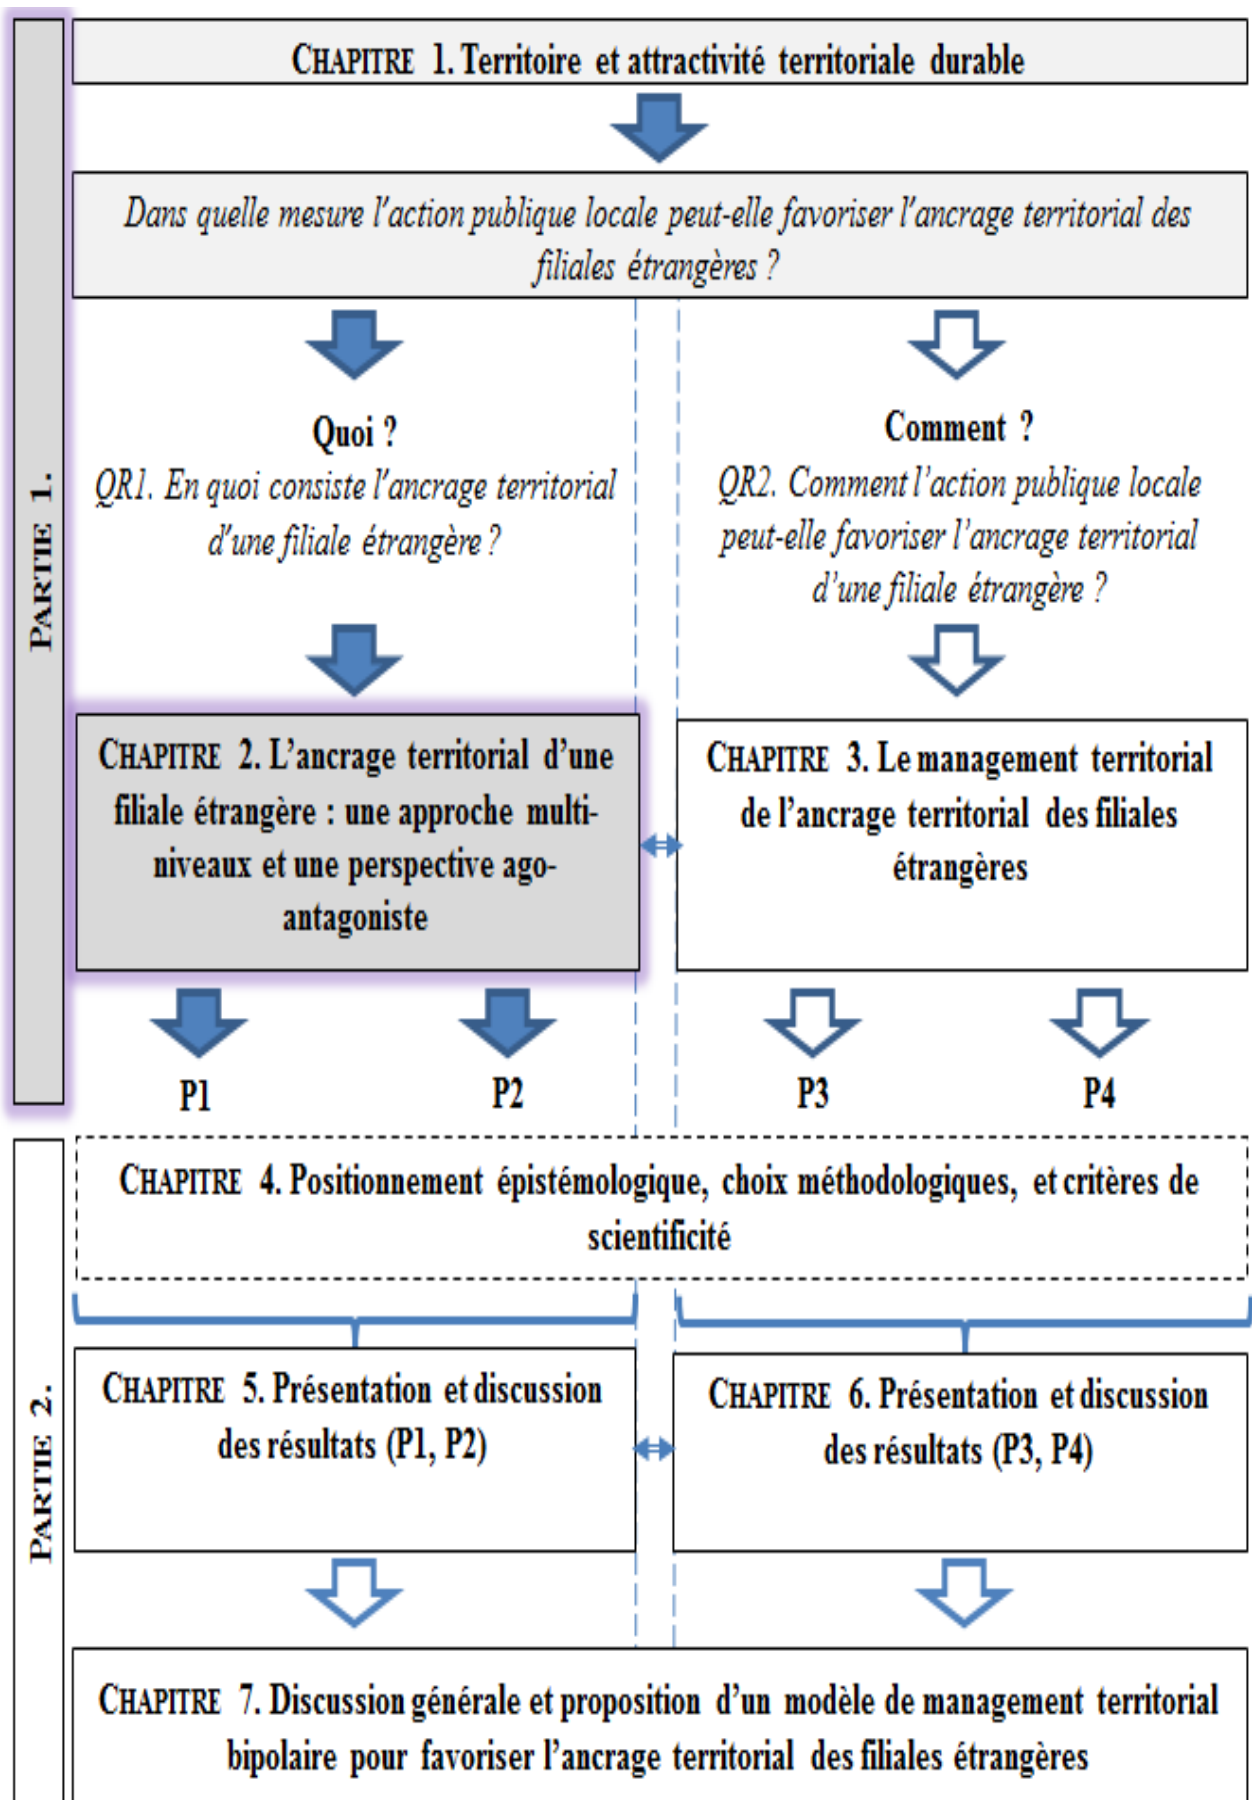 PARTIE 1.
CHAPITRE 1. Territoire et attractivité territoriale durable
Dans quelle mesure l'action publique locale peut-elle favoriser l'ancrage territorial des
filiales étrangères ?
Quoi ?
QR1. En quoi consiste l'ancrage territorial
d'une filiale étrangère ?
Comment ?
QR2. Comment l'action publique locale
peut-elle favoriser l'ancrage territorial
d'une filiale étrangère ?
CHAPITRE 2. L'ancrage territorial d'une
filiale étrangère : une approche multi-
niveaux et une perspective ago-
antagoniste
CHAPITRE 3. Le management territorial
de l'ancrage territorial des filiales
étrangères
P1
P2
P3
P4
PARTIE 2.
CHAPITRE 4. Positionnement épistémologique, choix méthodologiques, et critères de
scientificité
CHAPITRE 5. Présentation et discussion
des résultats (P1, P2)
CHAPITRE 6. Présentation et discussion
des résultats (P3, P4)
CHAPITRE 7. Discussion générale et proposition d'un modèle de management territorial
bipolaire pour favoriser l'ancrage territorial des filiales étrangères